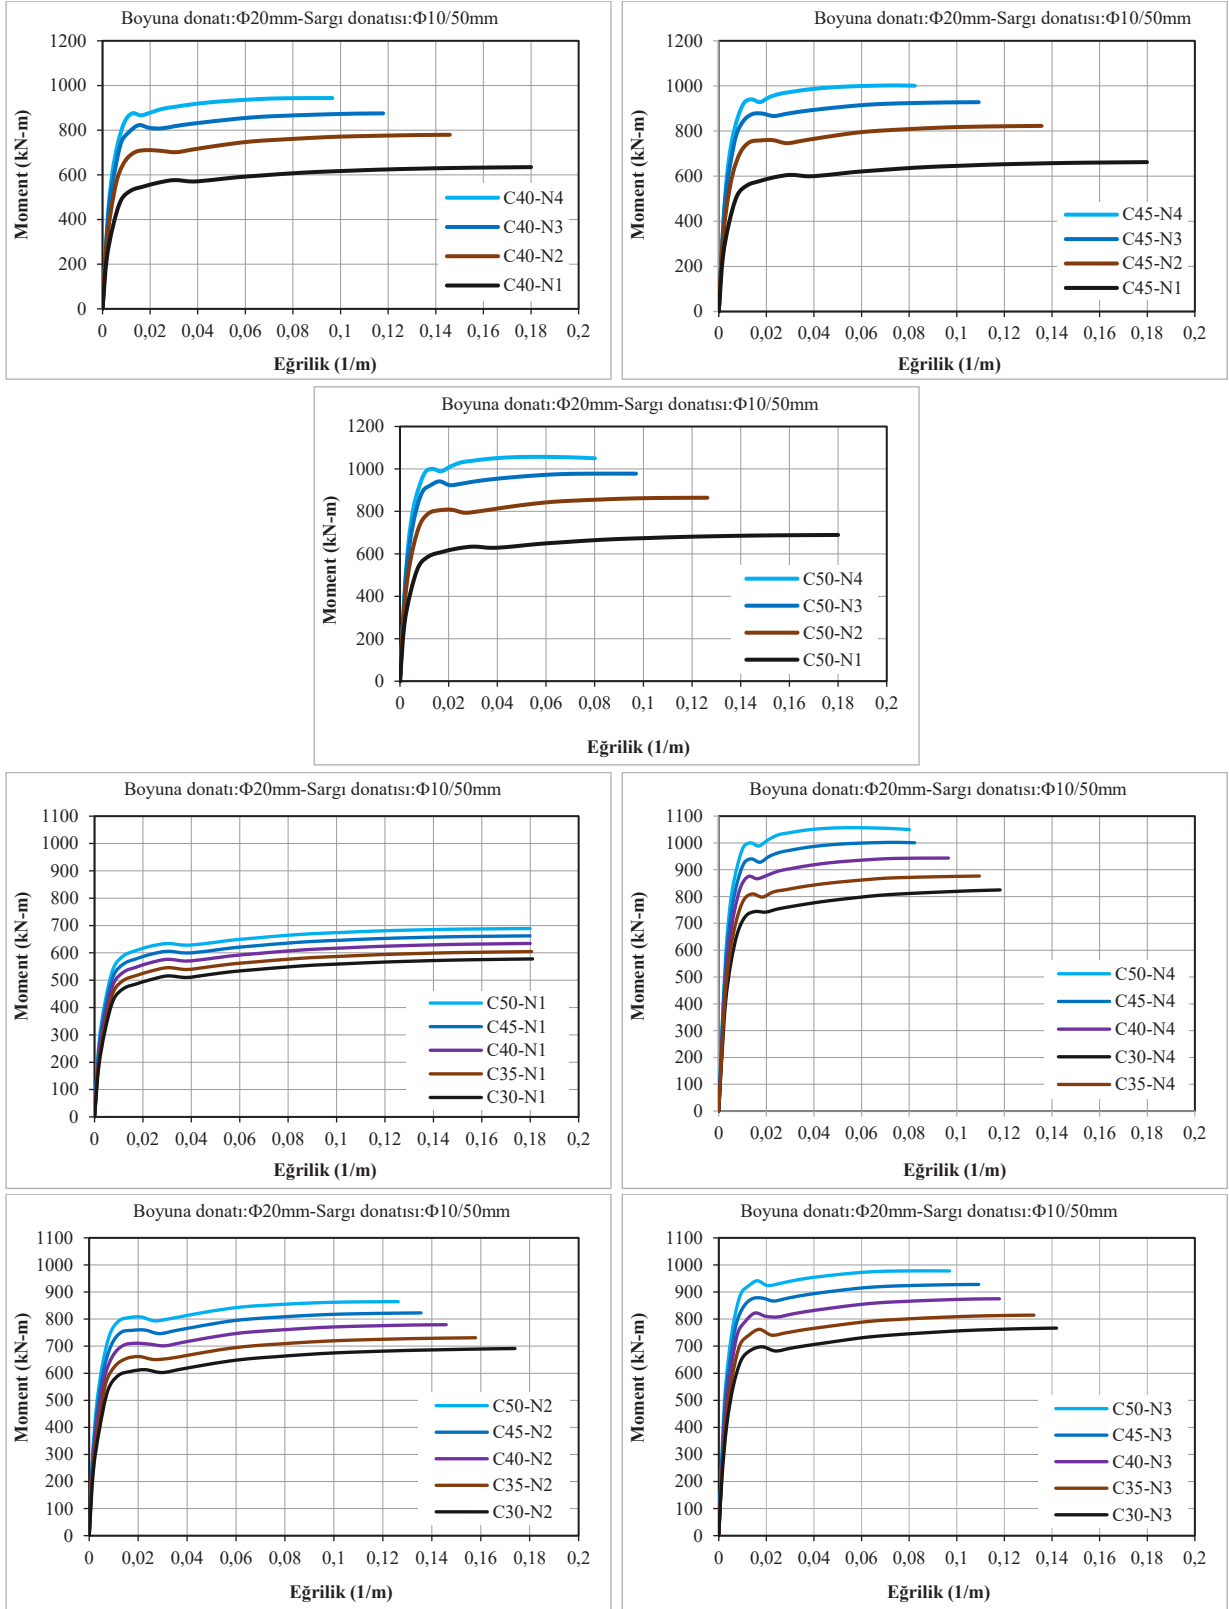 Boyuna donatı:Φ20mm-Sargı donatısı:Φ10/50mm
1200
1000
800
600
400
200
0
Moment (kN-m)
C40-N4
C40-N3
C40-N2
C40-N1
0 0,02 0,04 0,06 0,08 0,1 0,12 0,14 0,16 0,18 0,2
Eğrilik (1/m)
Boyuna donatı:Φ20mm-Sargı donatısı:Φ10/50mm
1200
1000
800
600
400
200
0
Moment (kN-m)
C45-N4
C45-N3
C45-N2
C45-N1
0 0,02 0,04 0,06 0,08 0,1 0,12 0,14 0,16 0,18 0,2
Eğrilik (1/m)
Boyuna donatı:Φ20mm-Sargı donatısı:Φ10/50mm
1200
1000
800
600
400
200
0
Moment (kN-m)
C50-N4
C50-N3
C50-N2
C50-N1
0 0,02 0,04 0,06 0,08 0,1 0,12 0,14 0,16 0,18 0,2
Eğrilik (1/m)
Boyuna donatı:Φ20mm-Sargı donatısı:Φ10/50mm
1100
1000
900
800
700
600
500
400
300
200
100
0
Moment (kN-m)
C50-N1
C45-N1
C40-N1
C35-N1
C30-N1
0 0,02 0,04 0,06 0,08 0,1 0,12 0,14 0,16 0,18 0,2
Eğrilik (1/m)
Boyuna donatı:Φ20mm-Sargı donatısı:Φ10/50mm
1100
1000
900
800
700
600
500
400
300
200
100
0
Moment (kN-m)
C50-N4
C45-N4
C40-N4
C30-N4
C35-N4
0 0,02 0,04 0,06 0,08 0,1 0,12 0,14 0,16 0,18 0,2
Eğrilik (1/m)
Boyuna donatı:Φ20mm-Sargı donatısı:Φ10/50mm
1100
1000
900
800
700
600
500
400
300
200
100
0
Moment (kN-m)
C50-N2
C45-N2
C40-N2
C35-N2
C30-N2
0 0,02 0,04 0,06 0,08 0,1 0,12 0,14 0,16 0,18 0,2
Eğrilik (1/m)
Boyuna donatı:Φ20mm-Sargı donatısı:Φ10/50mm
1100
1000
900
800
700
600
500
400
300
200
100
0
Moment (kN-m)
C50-N3
C45-N3
C40-N3
C35-N3
C30-N3
0 0,02 0,04 0,06 0,08 0,1 0,12 0,14 0,16 0,18 0,2
Eğrilik (1/m)